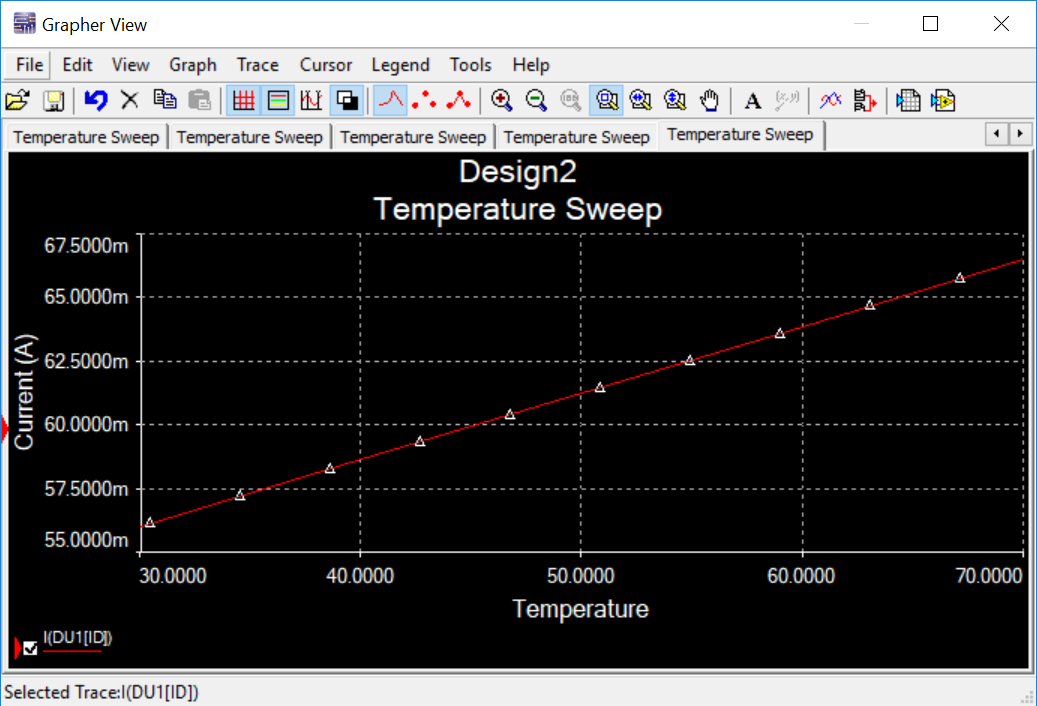 Grapher View
File Edit View Graph Trace Cursor Legend Tools Help
A (x,y)
Temperature Sweep Temperature Sweep Temperature Sweep Temperature Sweep Temperature Sweep
Design2
Temperature Sweep
67.5000m
65.0000m
62.5000m
60.0000m
57.5000m
55.0000m
Current (A)
30.0000 40.0000 50.0000 60.0000 70.0000
Temperature
I(DU1[ID])
Selected Trace:I(DU1[ID])